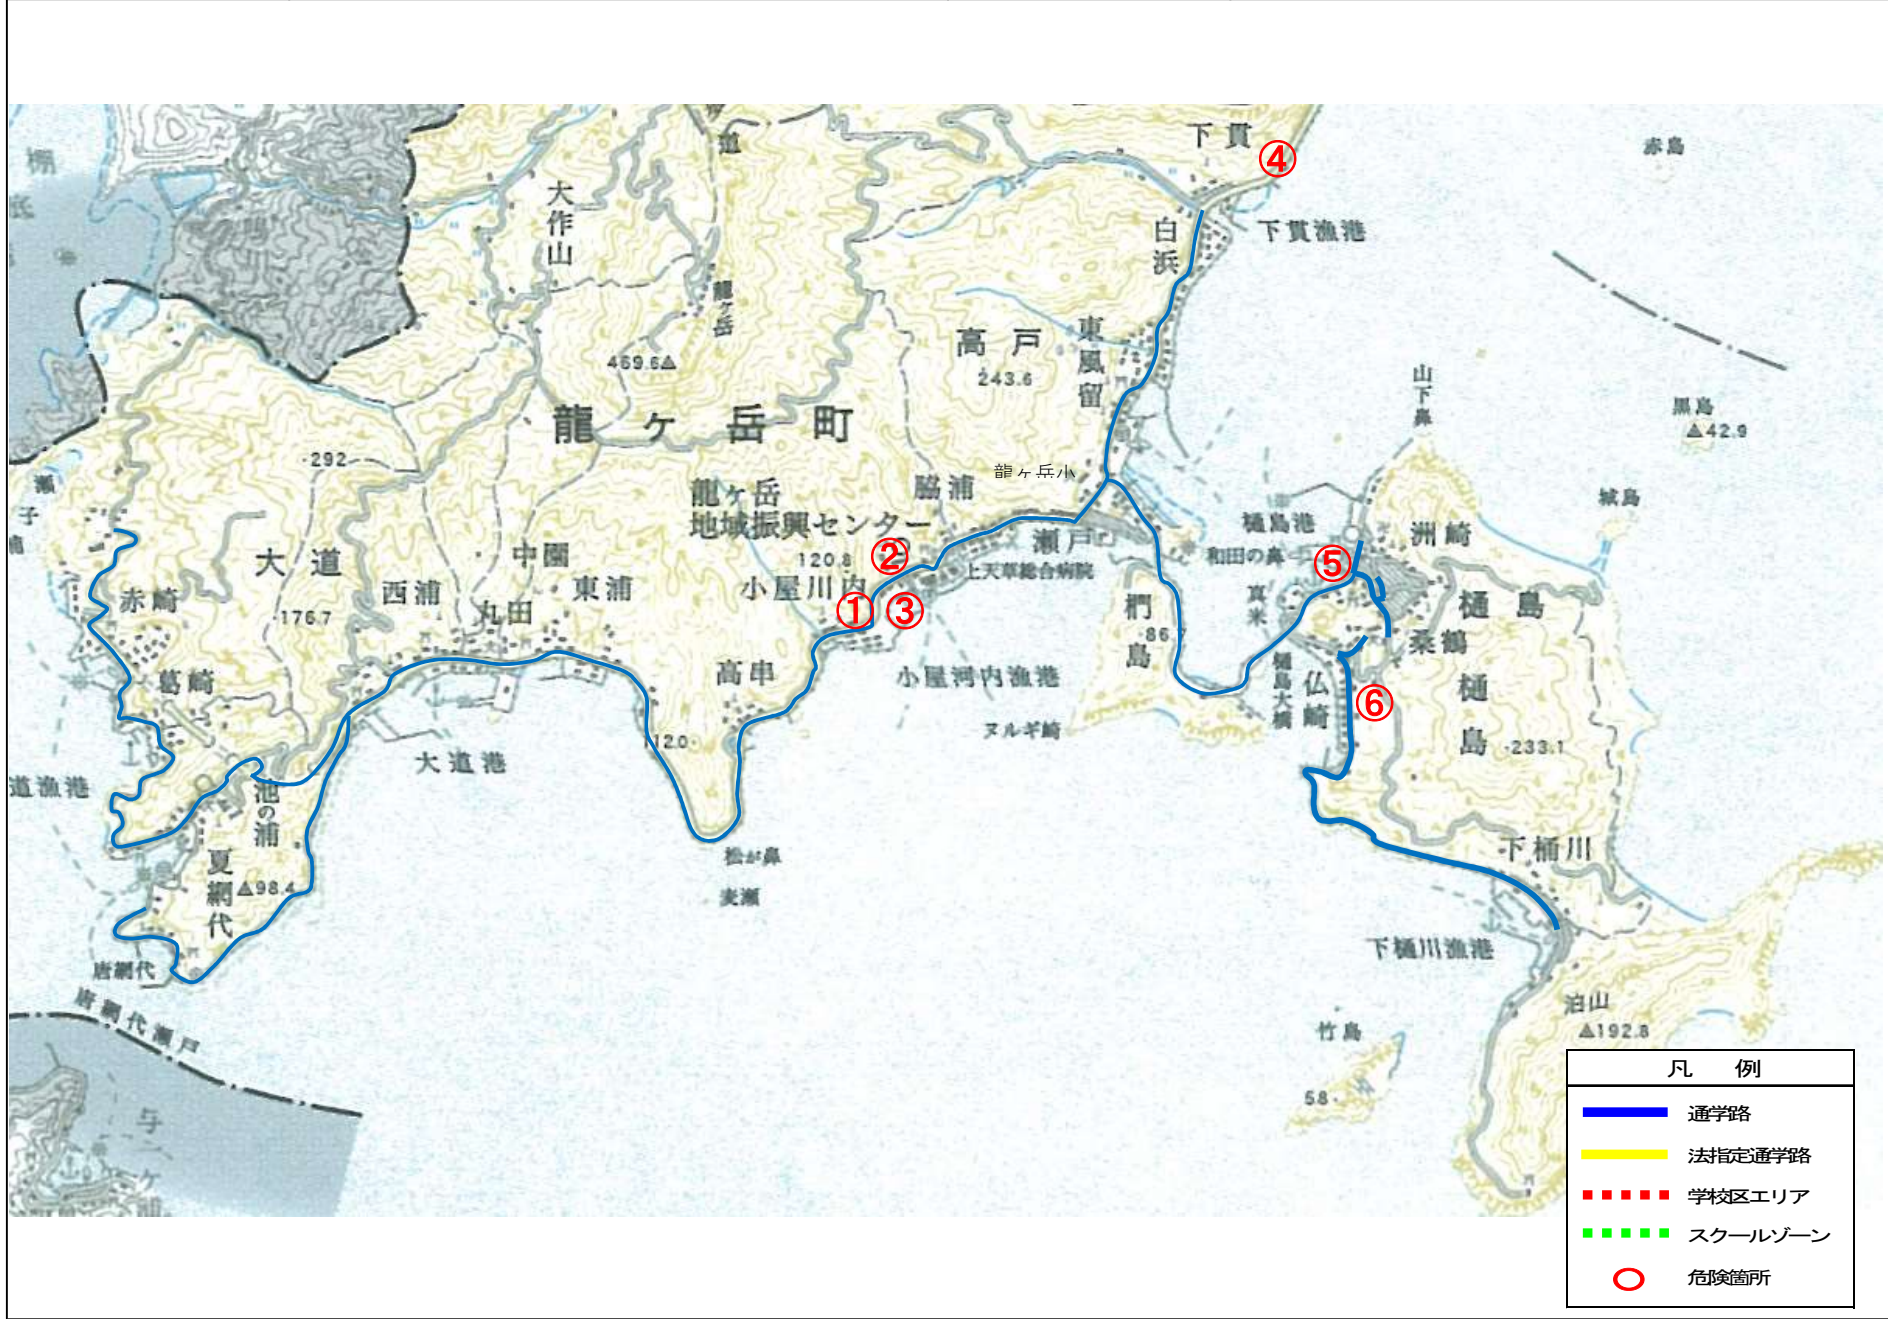 下貫
④
赤島
大作山
白浜
下貫漁港
龍ヶ岳
高戸
243.6
東風留
469.6
山下鼻
黒島
42.9
龍ヶ岳町
292
龍ヶ岳小
脇浦
城島
龍ヶ岳
地域振興センター
樋島港
洲崎
瀬戸
和田の鼻
大道
中園
120.8
②
上天草総合病院
⑤
赤崎
西浦
東浦
小屋川内
①
③
椚島
真米
樋島
176.7
丸田
86.7
桑鶴
葛崎
高串
小屋河内漁港
樋島大橋
仏崎
⑥
樋島
233.1
ヌルギ崎
120
大道港
道漁港
池の浦
夏網代
98.4
松が鼻
下桶川
麦瀬
下樋川漁港
唐網代
唐網代瀬戸
泊山
192.8
竹島
58
凡 例
通学路
法指定通学路
学校区エリア
スクールゾーン
危険箇所